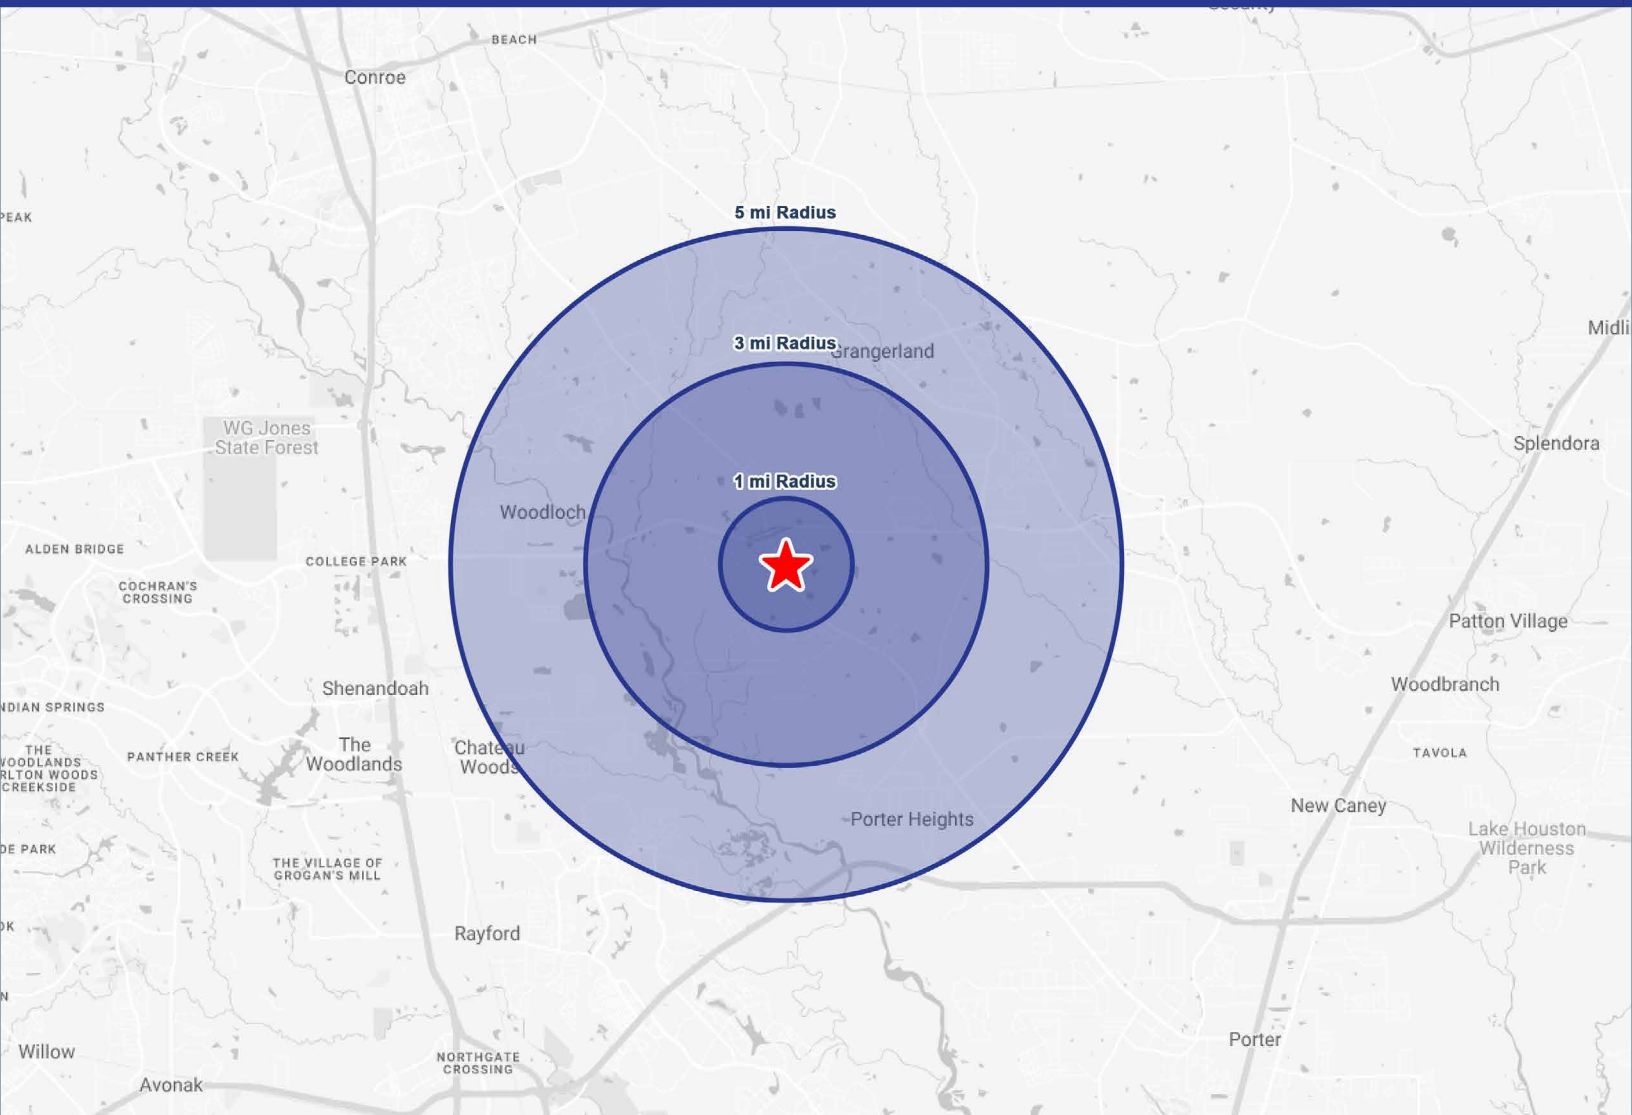 Security
BEACH
Conroe
PEAK
5 mi Radius
Midli
3 mi Radius
Grangerland
WG Jones
State Forest
Splendora
1 mi Radius
Woodloch
ALDEN BRIDGE
COLLEGE PARK
COCHRAN'S
CROSSING
Patton Village
Shenandoah
Woodbranch
NDIAN SPRINGS
THE
WOODLANDS
RLTON WOODS
CREEKSIDE
PANTHER CREEK
The
Woodlands
Chateau
Woods
TAVOLA
New Caney
Porter Heights
Lake Houston
Wilderness
Park
DE PARK
THE VILLAGE OF
GROGAN'S MILL
OK
Rayford
N
Porter
Willow
NORTHGATE
CROSSING
Avonak